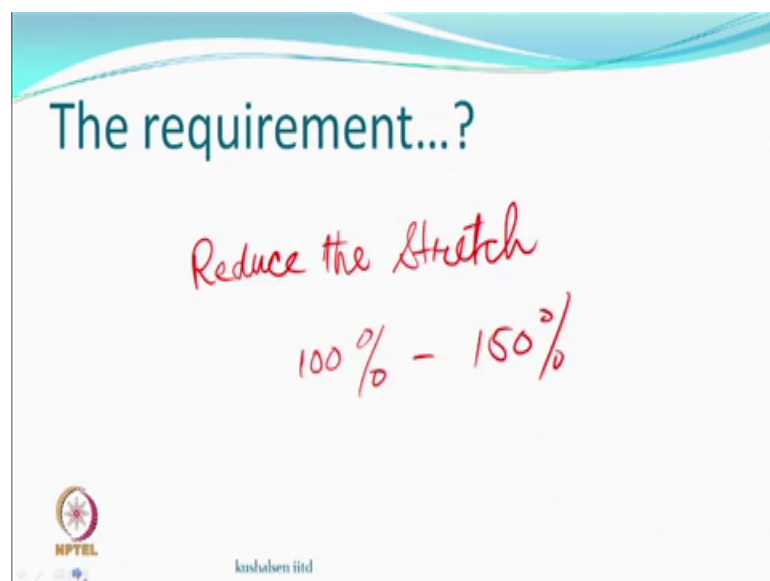 The requirement...?
Reduce the Stretch
100% - 150%
NPTEL
kushalsen iitd